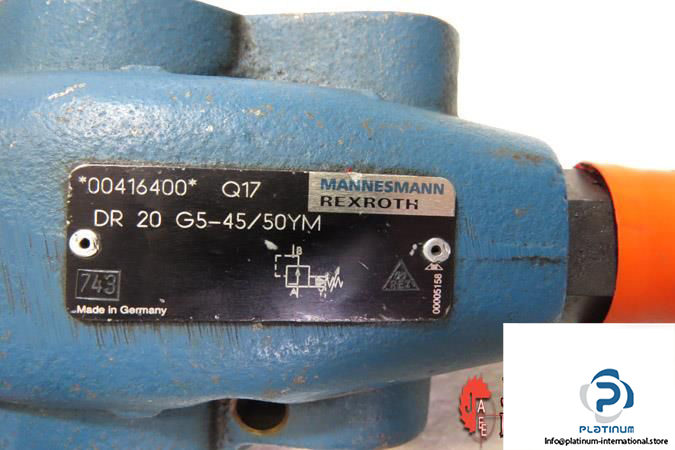 *00416400* Q17
MANNESMANN
REXROTH
DR 20 G5-45/50YM
B
A
743
00005158
Made in Germany
JAEE
PLATINUM
info@platinum-international.store